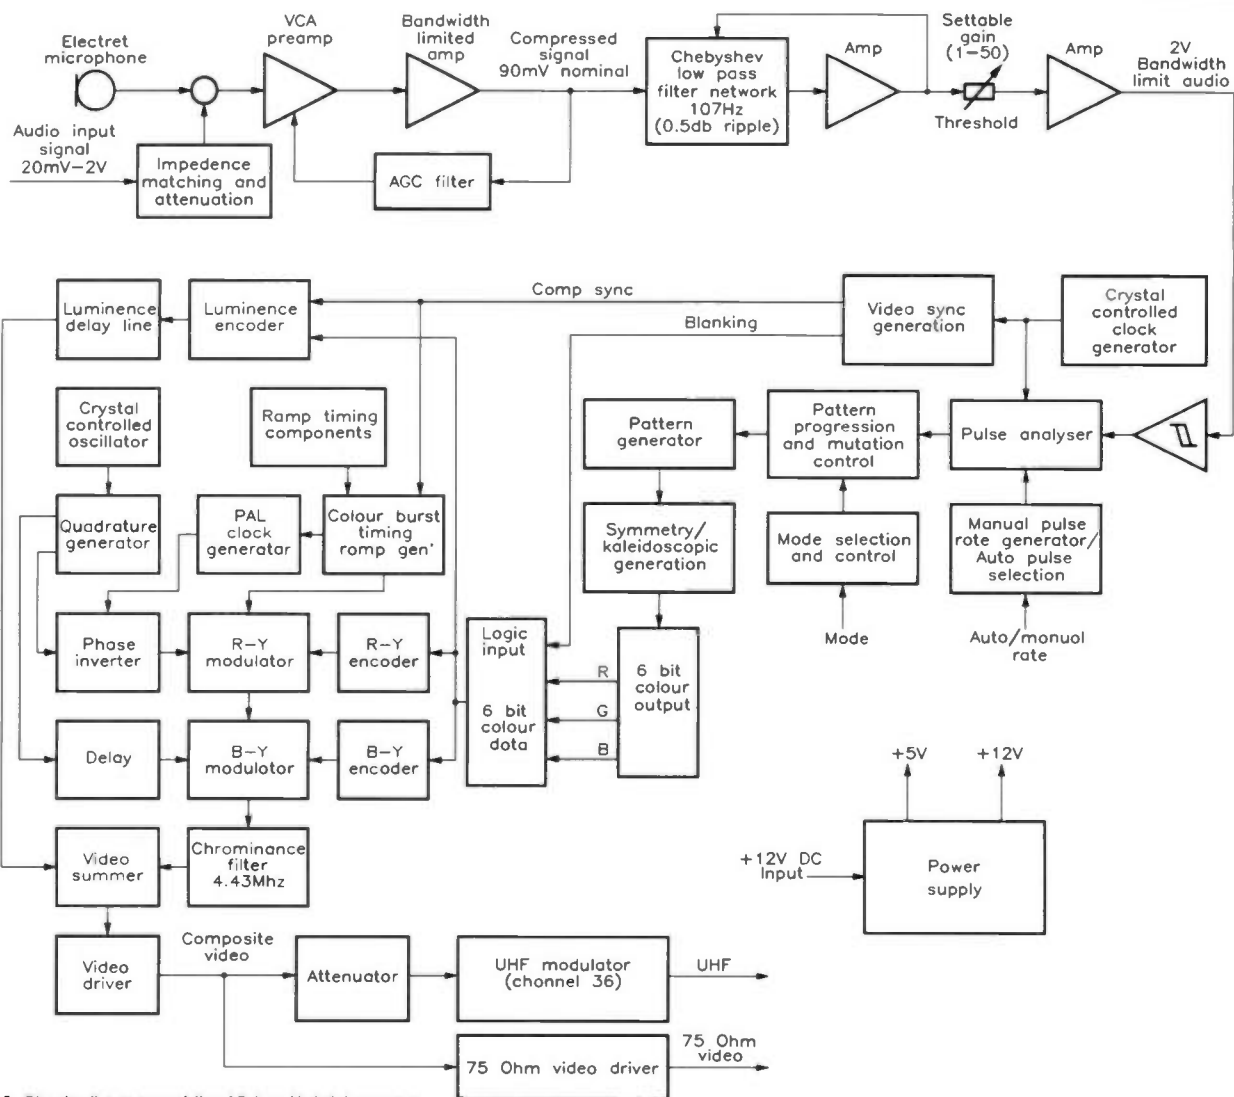 Electret
microphone
VCA
preamp
Bandwidth
limited
amp
Compressed
signal
90mV nominal
Chebyshev
low pass
filter network
107Hz
(0.5db ripple)
Amp
Settable
gain
(1-50)
Threshold
Amp
2V
Bandwidth
limit audio
Audio input
signal
20mV-2V
Impedence
matching and
attenuation
AGC filter
Luminence
delay line
Luminence
encoder
Comp sync
Blanking
Video sync
generation
Crystal
controlled
clock
generator
Crystal
controlled
oscillator
Ramp timing
components
Pattern
generator
Pattern
progression
and mutation
control
Pulse analyser
Quadrature
generator
PAL
clock
generatar
Colour burst
timing
romp gen'
Symmetry/
kaleidoscopic
generation
Mode selection
and control
Manual pulse
rate generator/
Auto pulse
selection
Mode
Auto/manuol
rate
Phase
inverter
R-Y
modulator
R-Y
encoder
Logic
input
6 bit
colour
dota
R
G
B
6 bit
colour
output
Delay
B-Y
modulotor
B-Y
encoder
+5V
+12V
Video
summer
Chrominance
filter
4.43Mhz
+12V DC
Input
Power
supply
Video
driver
Composite
video
Attenuator
UHF modulator
(chonnel 36)
UHF
75 Ohm video driver
75 Ohm
video